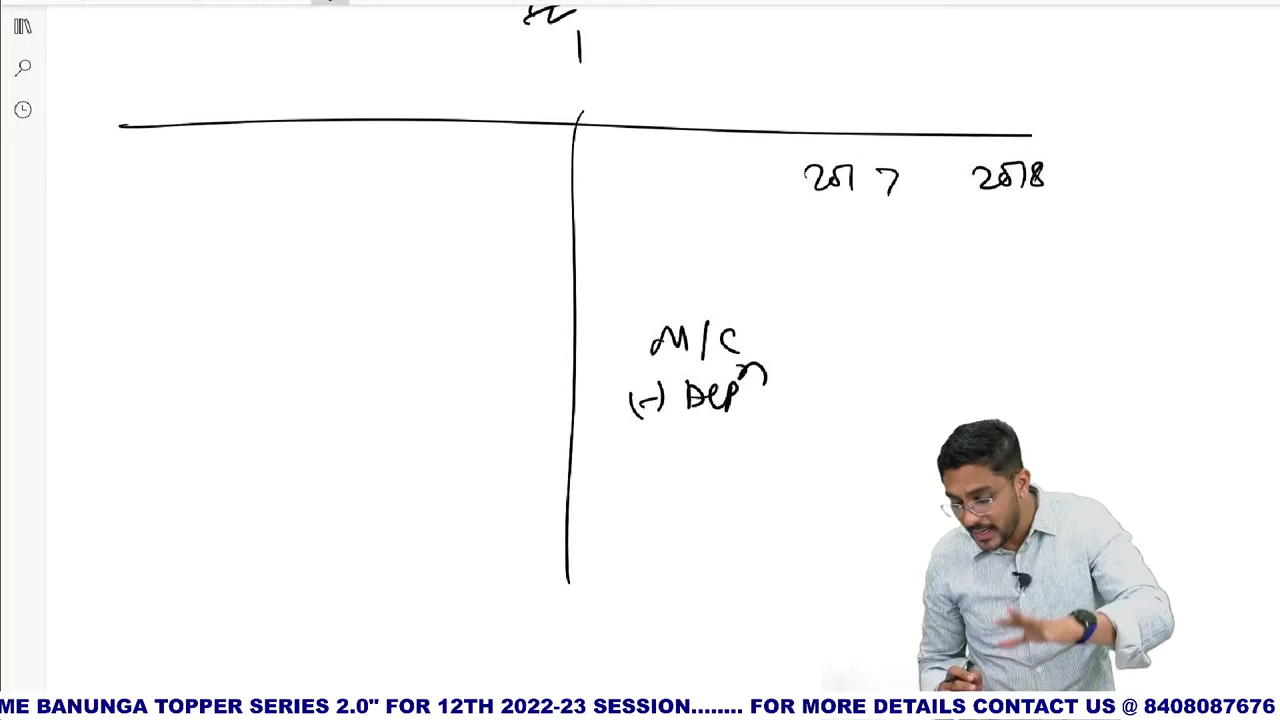 2017 2018
M/C
(-) Depn
ME BANUNGA TOPPER SERIES 2.0" FOR 12TH 2022-23 SESSION........ FOR MORE DETAILS CONTACT US @ 8408087676